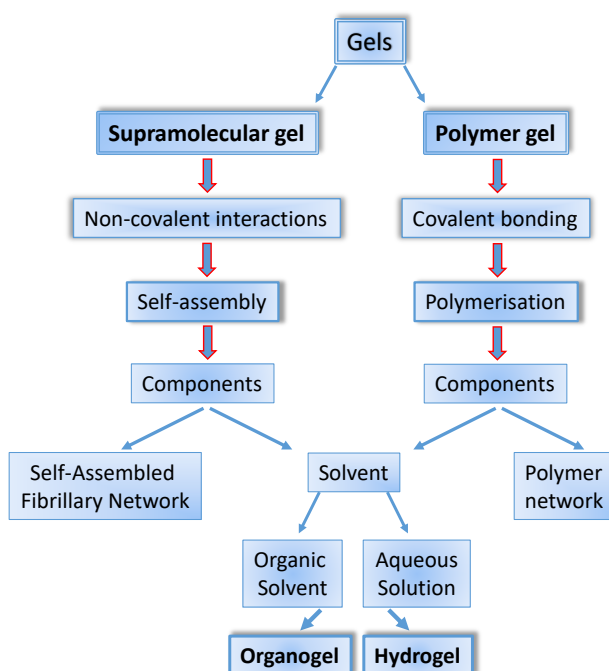 Gels
Supramolecular gel
Polymer gel
Non-covalent interactions
Covalent bonding
Self-assembly
Polymerisation
Components
Components
Self-Assembled
Fibrillary Network
Solvent
Polymer
network
Organic
Solvent
Aqueous
Solution
Organogel
Hydrogel